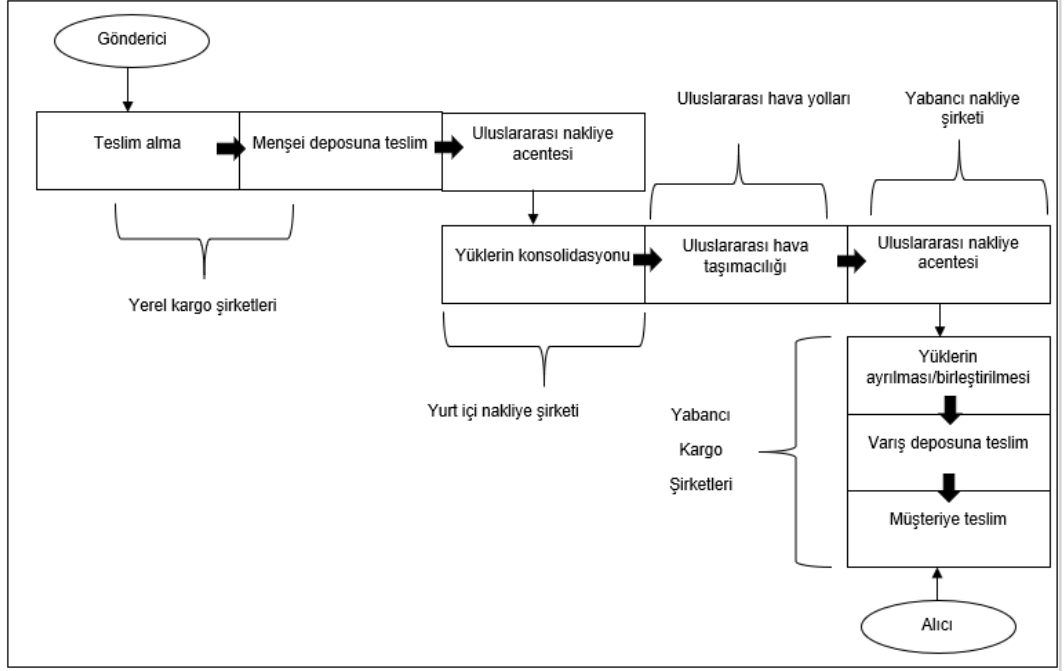 Gönderici
Teslim alma
Menşei deposuna teslim
Uluslararası nakliye
acentesi
Uluslararası hava yolları
Yabancı nakliye
şirketi
Yüklerin konsolidasyonu
Uluslararası hava
taşımacılığı
Uluslararası nakliye
acentesi
Yerel kargo şirketleri
Yurt içi nakliye şirketi
Yabancı
Kargo
Şirketleri
Yüklerin
ayrılması/birleştirilmesi
Varış deposuna teslim
Müşteriye teslim
Alıcı